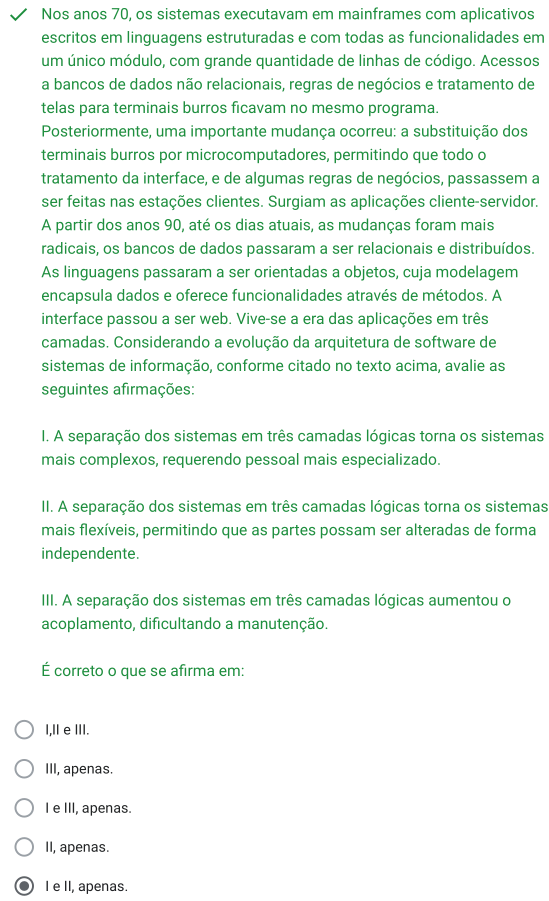 Nos anos 70, os sistemas executavam em mainframes com aplicativos
escritos em linguagens estruturadas e com todas as funcionalidades em
um único módulo, com grande quantidade de linhas de código. Acessos
a bancos de dados não relacionais, regras de negócios e tratamento de
telas para terminais burros ficavam no mesmo programa.
Posteriormente, uma importante mudança ocorreu: a substituição dos
terminais burros por microcomputadores, permitindo que todo o
tratamento da interface, e de algumas regras de negócios, passassem a
ser feitas nas estações clientes. Surgiam as aplicações cliente-servidor.
A partir dos anos 90, até os dias atuais, as mudanças foram mais
radicais, os bancos de dados passaram a ser relacionais e distribuídos.
As linguagens passaram a ser orientadas a objetos, cuja modelagem
encapsula dados e oferece funcionalidades através de métodos. A
interface passou a ser web. Vive-se a era das aplicações em três
camadas. Considerando a evolução da arquitetura de software de
sistemas de informação, conforme citado no texto acima, avalie as
seguintes afirmações:
I. A separação dos sistemas em três camadas lógicas torna os sistemas
mais complexos, requerendo pessoal mais especializado.
II. A separação dos sistemas em três camadas lógicas torna os sistemas
mais flexíveis, permitindo que as partes possam ser alteradas de forma
independente.
III. A separação dos sistemas em três camadas lógicas aumentou o
acoplamento, dificultando a manutenção.
É correto o que se afirma em:
I,II e III.
III, apenas.
I e III, apenas.
II, apenas.
I e II, apenas.